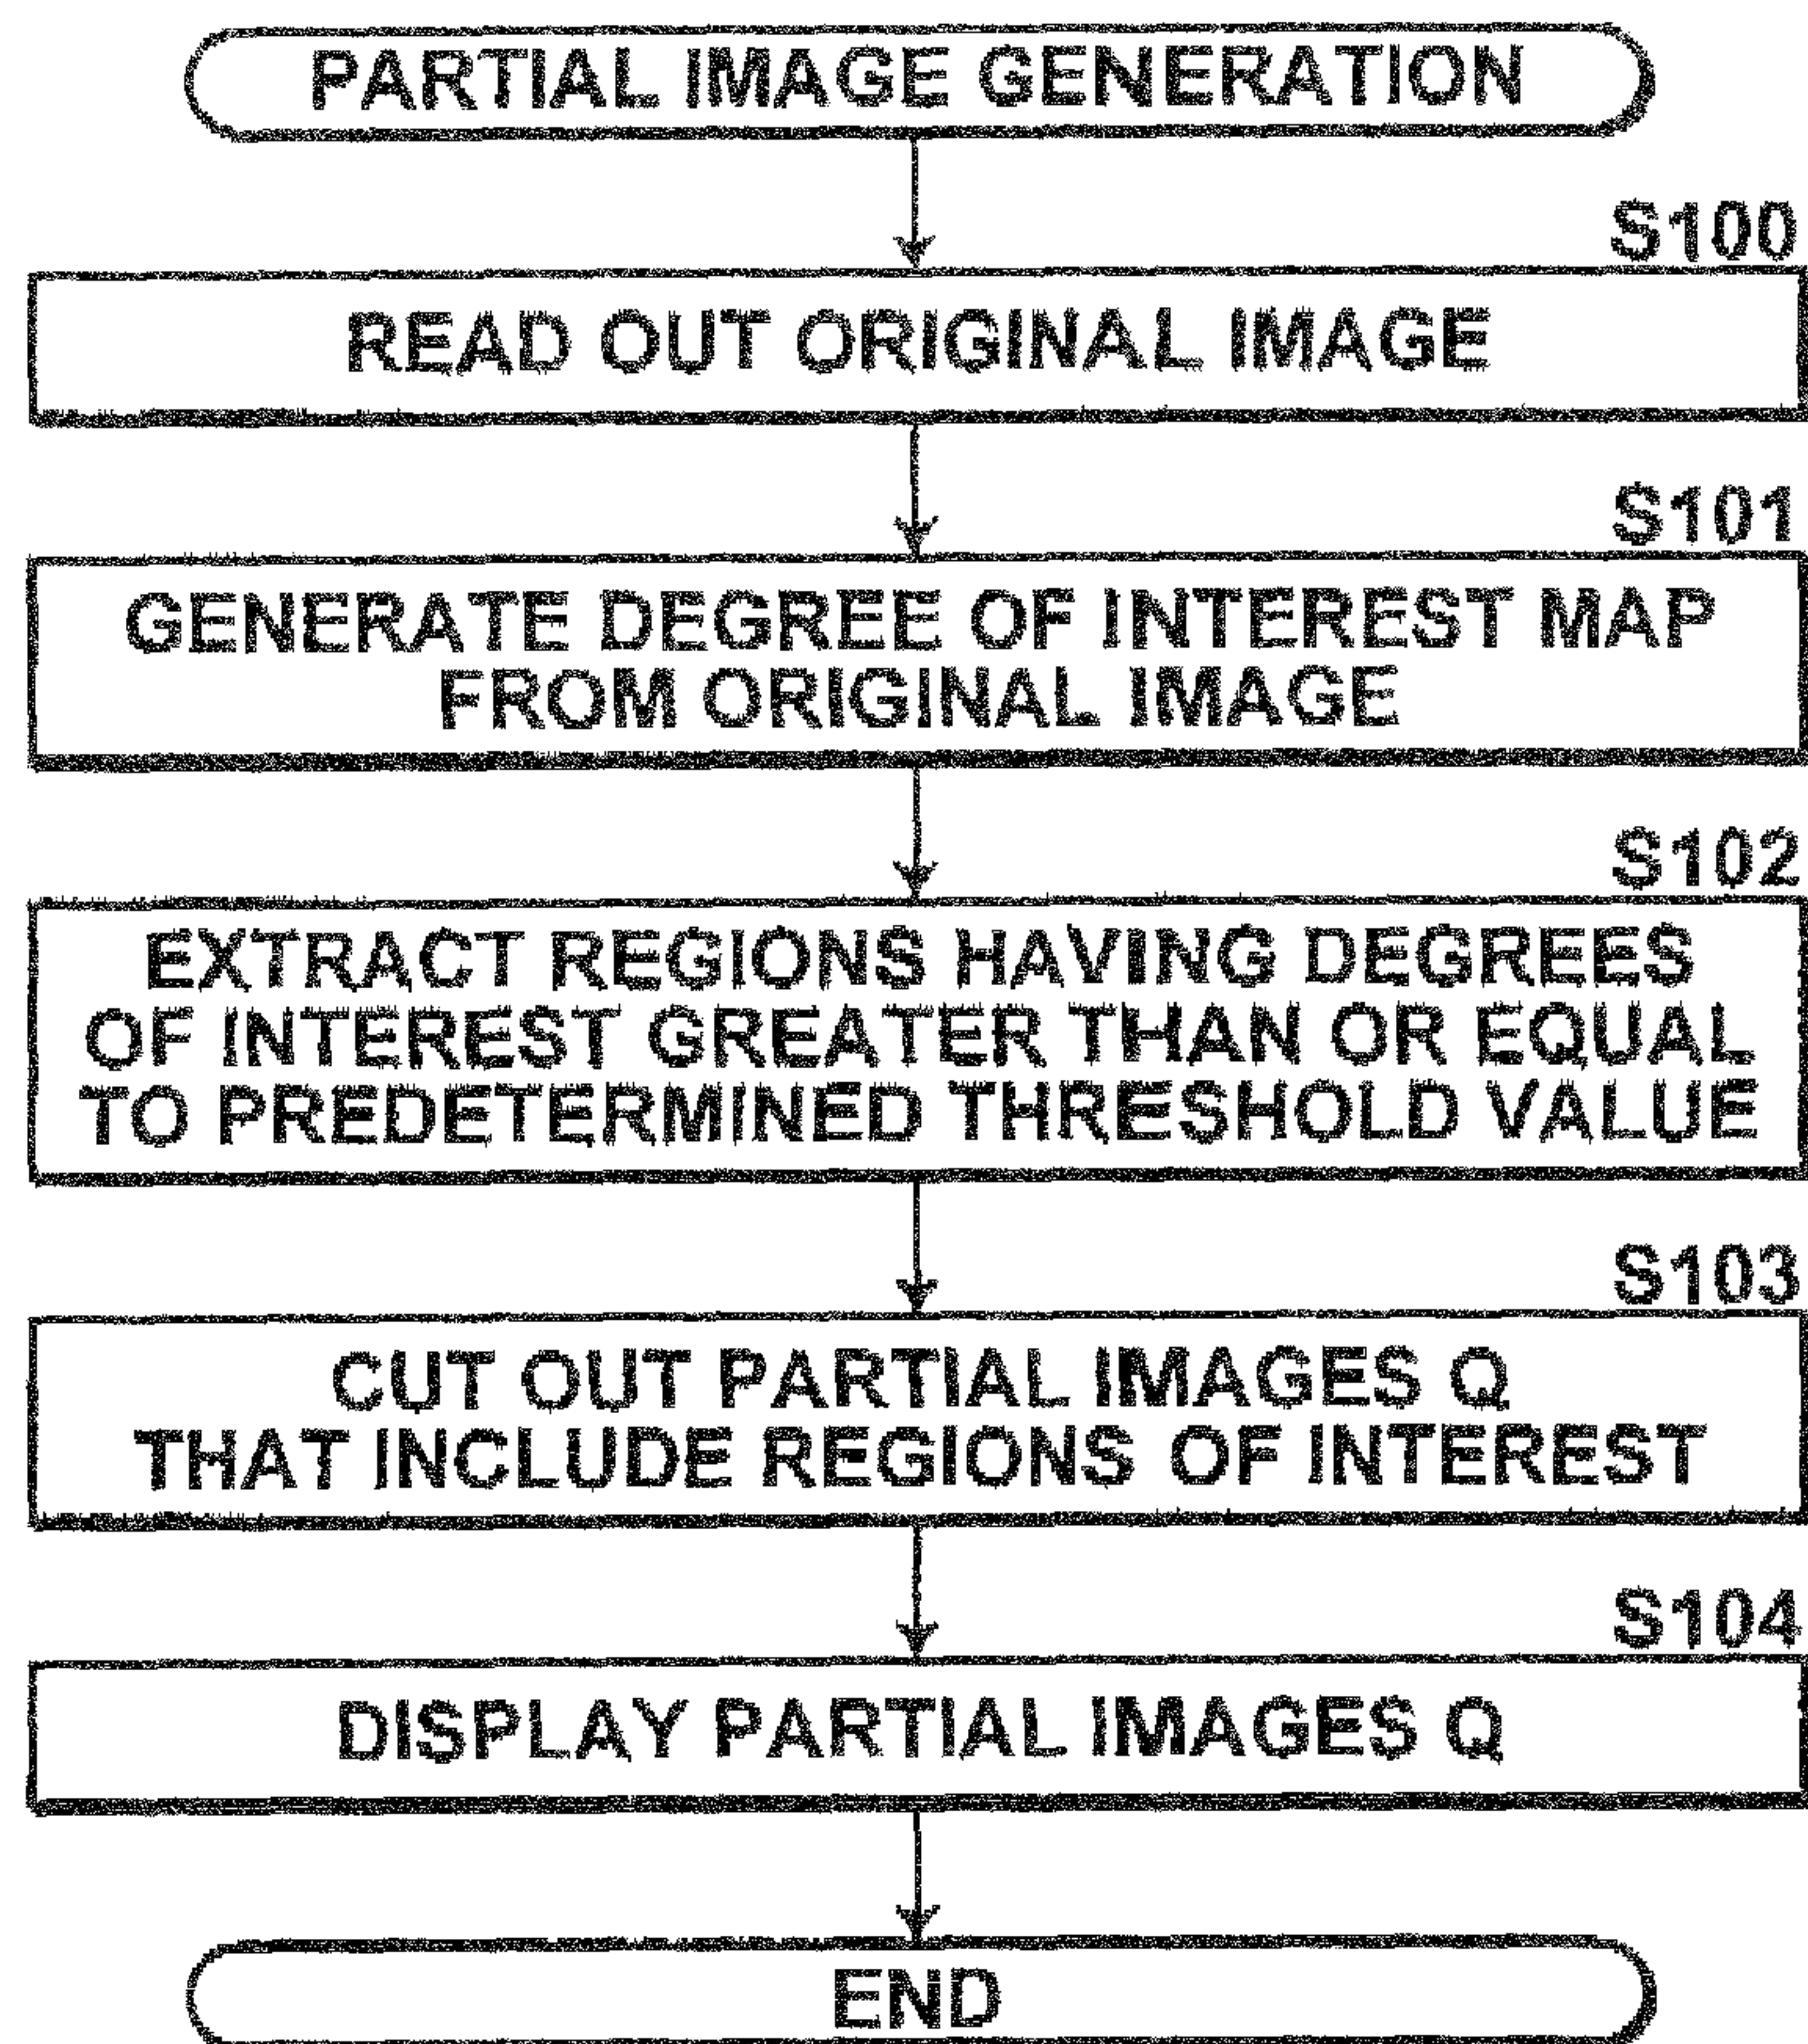 PARTIAL IMAGE GENERATION
S100
READ OUT ORIGINAL IMAGE
S101
GENERATE DEGREE OF INTEREST MAP
FROM ORIGINAL IMAGE
S102
EXTRACT REGIONS HAVING DEGREES
OF INTEREST GREATER THAN OR EQUAL
TO PREDETERMINED THRESHOLD VALUE
S103
CUT OUT PARTIAL IMAGES Q
THAT INCLUDE REGIONS OF INTEREST
S104
DISPLAY PARTIAL IMAGES Q
END